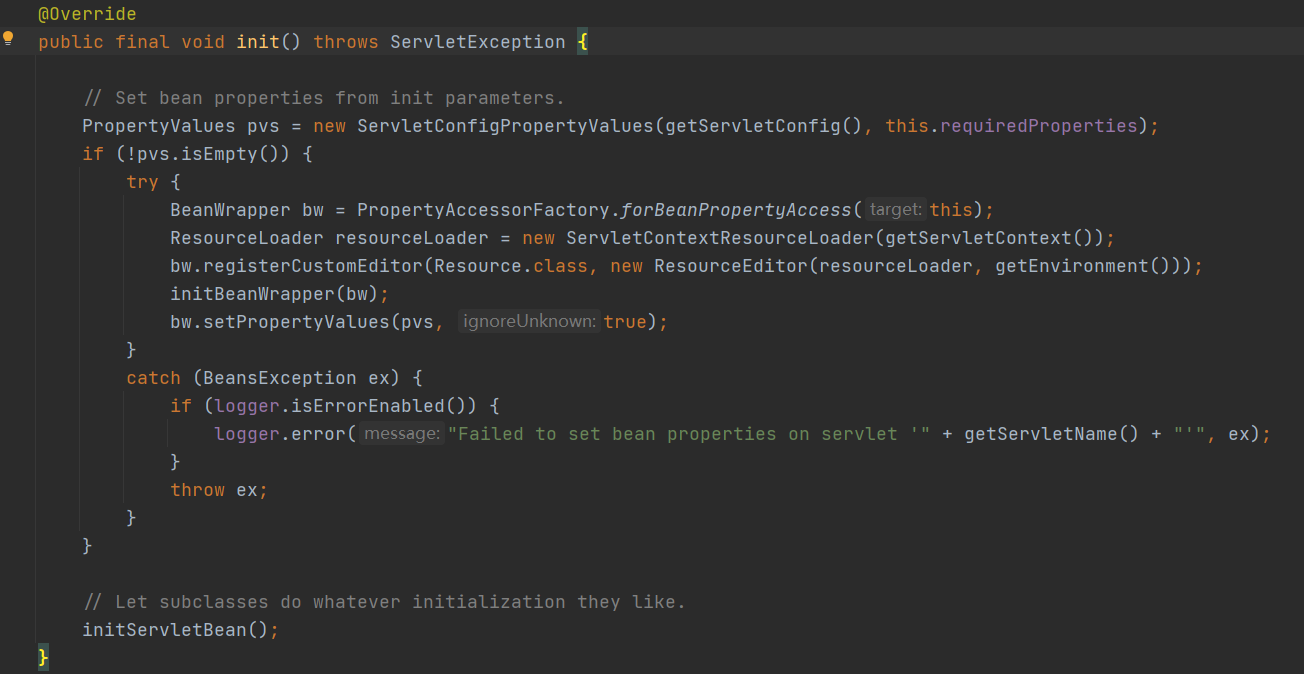 @Override
public final void init() throws ServletException {
// Set bean properties from init parameters.
PropertyValues pvs = new ServletConfigPropertyValues(getServletConfig(), this.requiredProperties);
if (!pvs.isEmpty()) {
try {
BeanWrapper bw = PropertyAccessorFactory.forBeanPropertyAccess( target: this);
ResourceLoader resourceLoader = new ServletContextResourceLoader(getServletContext());
bw.registerCustomEditor(Resource.class, new ResourceEditor(resourceLoader, getEnvironment()));
initBeanWrapper(bw);
bw.setPropertyValues(pvs, ignoreUnknown: true);
}
catch (BeansException ex) {
if (logger.isErrorEnabled()) {
logger.error( message: "Failed to set bean properties on servlet '" + getServletName() + "'", ex);
}
throw ex;
}
}
// Let subclasses do whatever initialization they like.
initServletBean();
}